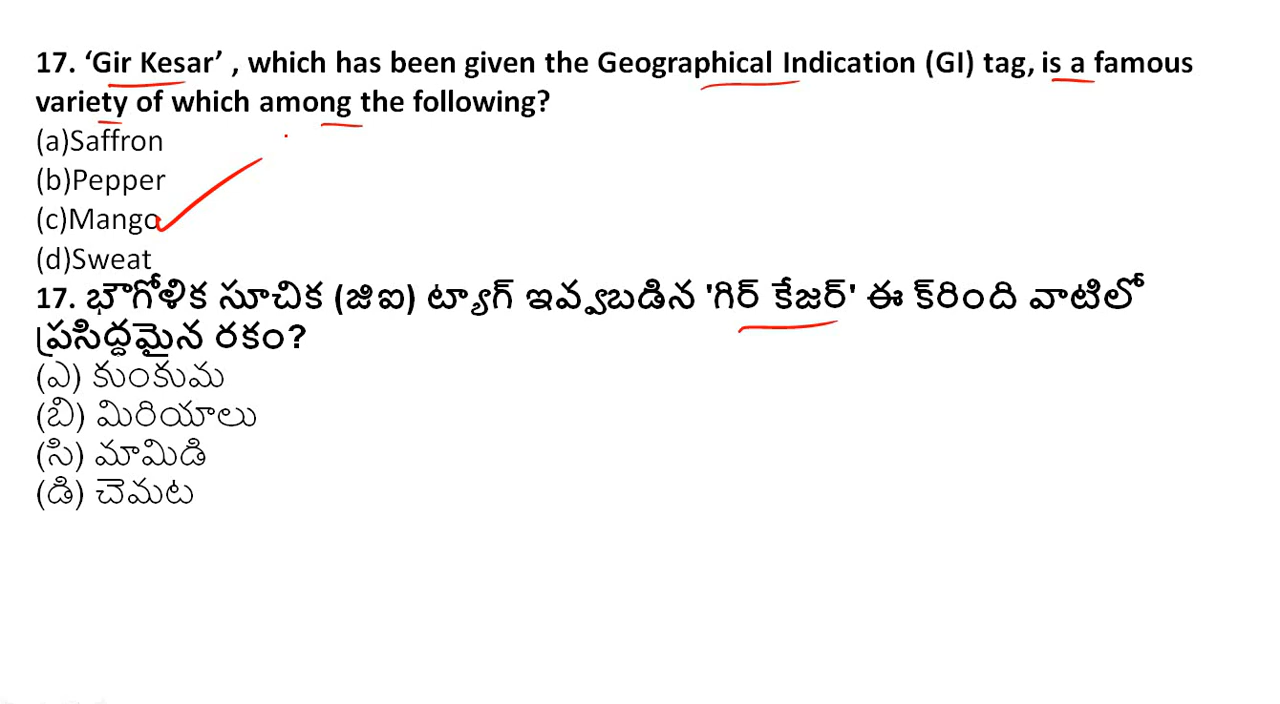 17. ‘Gir Kesar’ , which has been given the Geographical Indication (GI) tag, is a famous
variety of which among the following?
(a)Saffron
(b)Pepper
(c)Mango
(d)Sweat
17. భౌగోళిక సూచిక (జిఐ) ట్యాగ్ ఇవ్వబడిన 'గిర్ కేజర్' ఈ క్‌రింది వాటిలో
ప్రసిద్ధమైన రకం?
(ఎ) కుంకుమ
(బి) మిరియాలు
(సి) మామిడి
(డి) చెమట